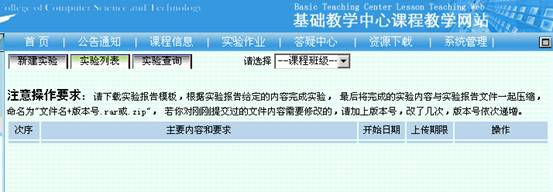 College of Computer Science and Technology
Basic Teaching Center Lesson Teaching Web
基础教学中心课程教学网站
首 页 | 公告通知 | 课程信息 | 实验作业 | 答疑中心 | 资源下载 | 系统管理 |
新建实验 实验列表 实验查询 请选择 --课程班级--
注意操作要求: 请下载实验报告模板,根据实验报告给定的内容完成实验, 最后将完成的实验内容与实验报告文件一起压缩,
命名为"文件名+版本号.rar或.zip", 若你对刚刚提交过的文件内容需要修改的,请加上版本号,改了几次,版本号依次递增。
次序 主要内容和要求 开始日期 上传期限 操作